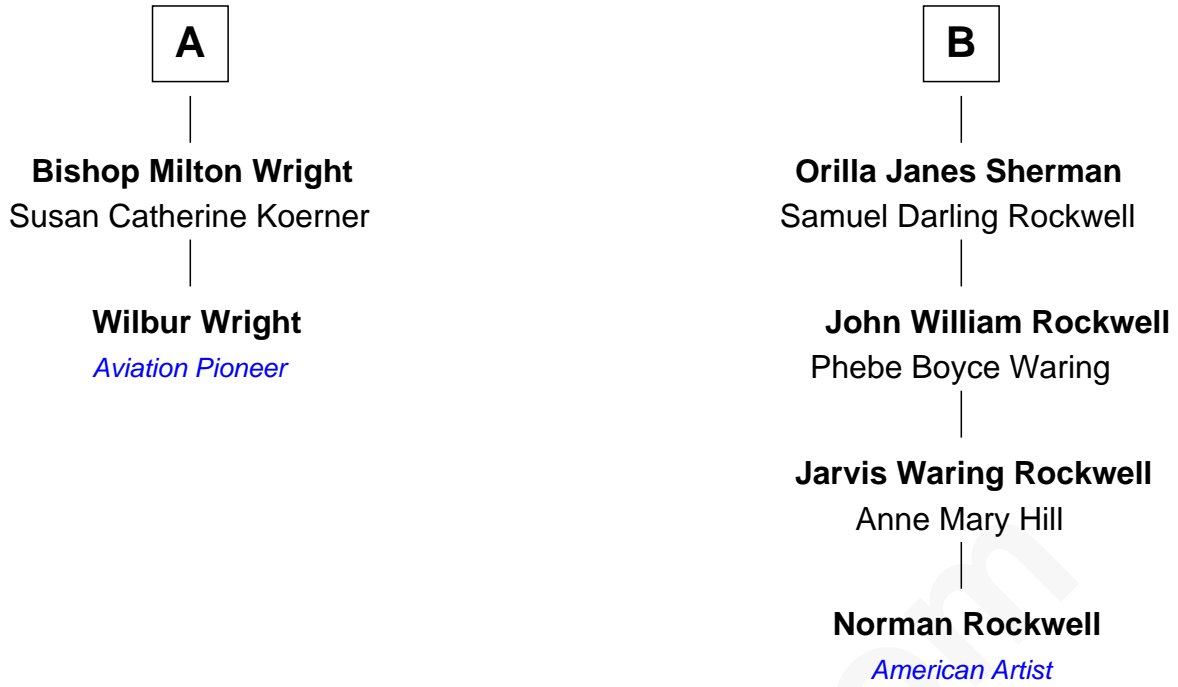 A
Bishop Milton Wright
Susan Catherine Koerner
Wilbur Wright
Aviation Pioneer
B
Orilla Janes Sherman
Samuel Darling Rockwell
John William Rockwell
Phebe Boyce Waring
Jarvis Waring Rockwell
Anne Mary Hill
Norman Rockwell
American Artist